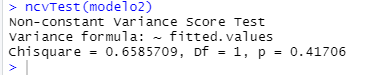 > ncvTest(modelo2)
Non-constant Variance Score Test
Variance formula: ~ fitted.values
Chisquare = 0.6585709, Df = 1, p = 0.41706
>